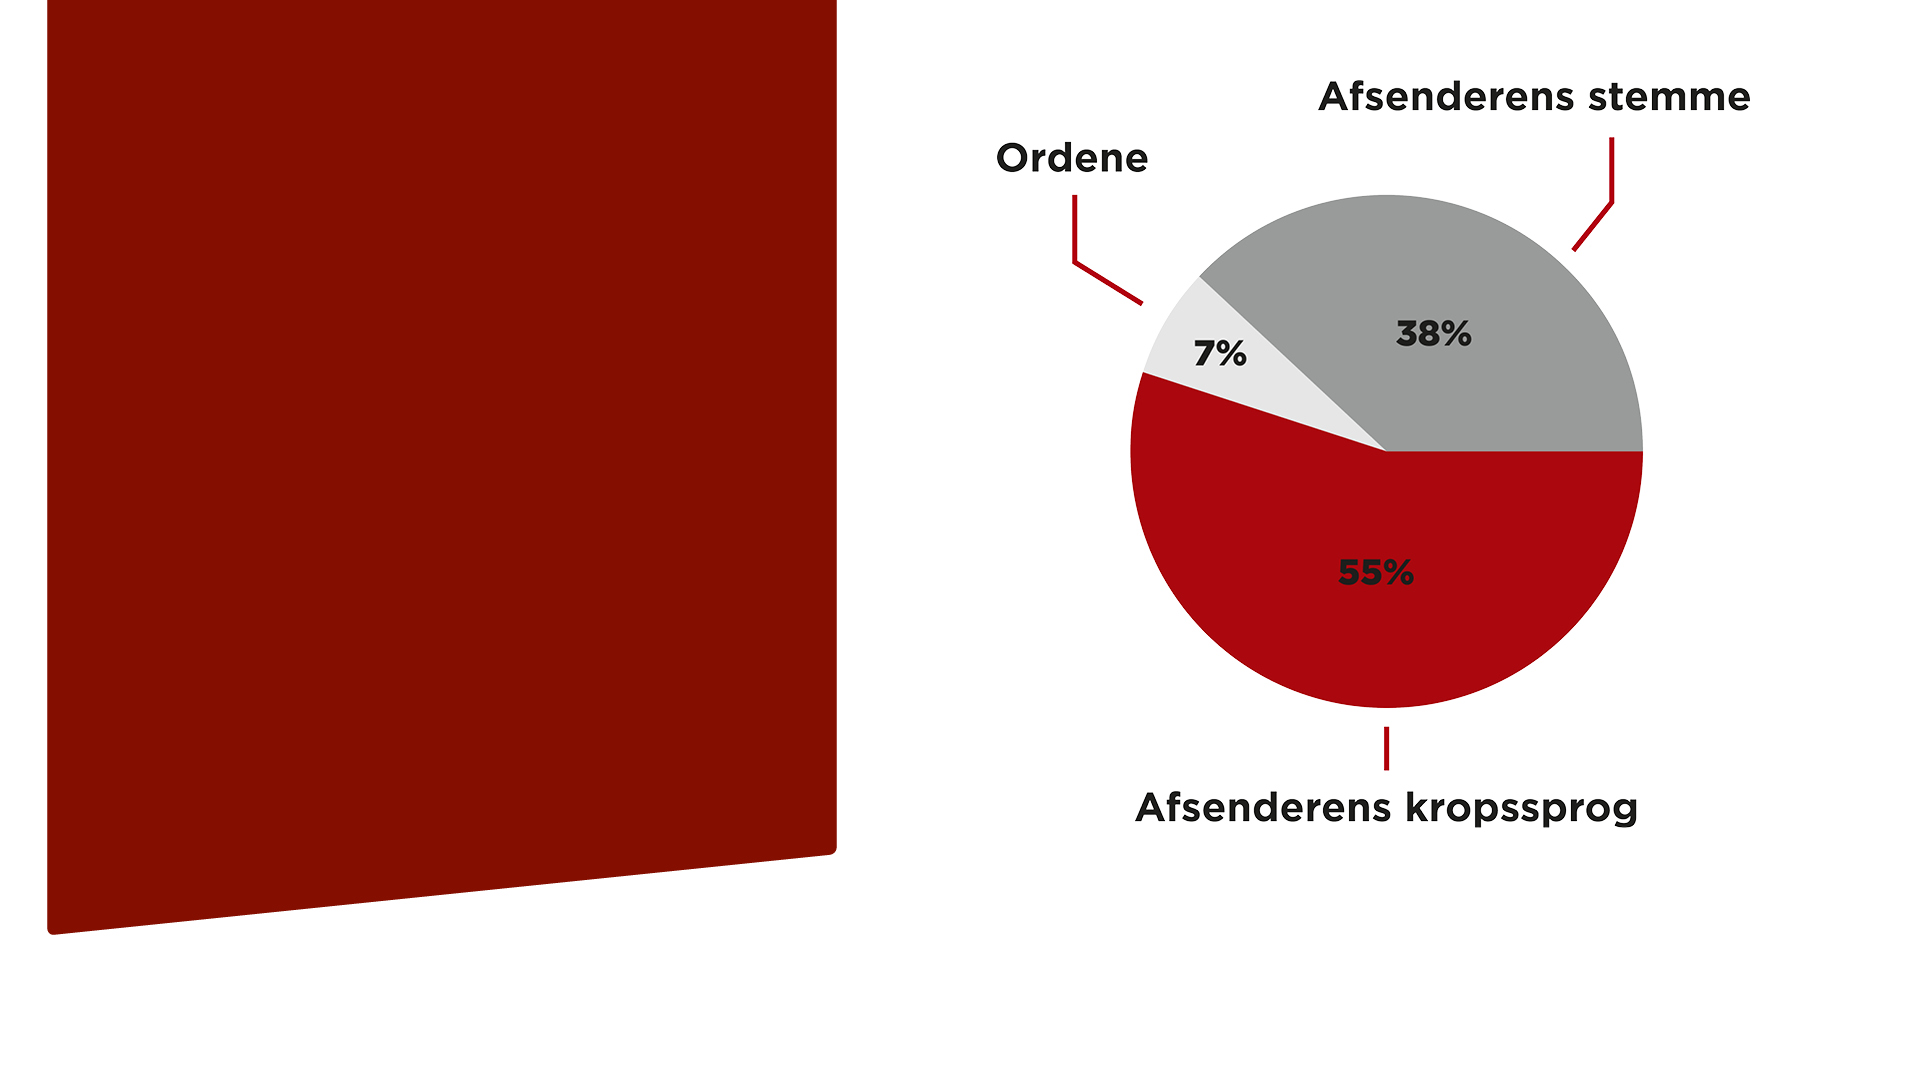 Afsenderens stemme
Ordene
38%
7%
55%
Afsenderens kropssprog